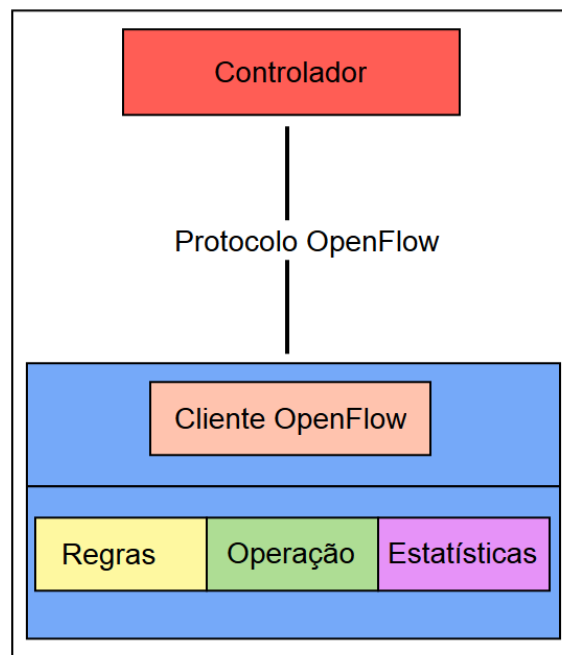 Controlador
Protocolo OpenFlow
Cliente OpenFlow
Regras
Operação
Estatísticas